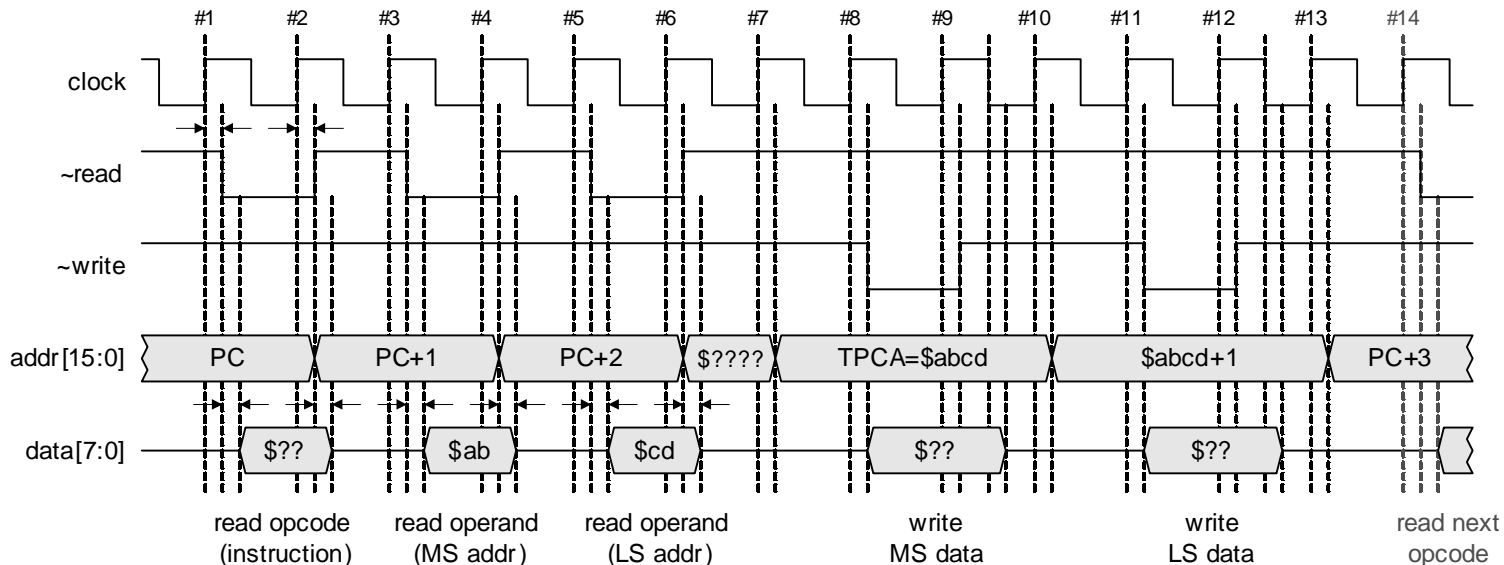 #1 #2 #3 #4 #5 #6 #7 #8 #9 #10 #11 #12 #13 #14
clock
~read
~write
addr[15:0] PC PC+1 PC+2 $???? TPCA=$abcd $abcd+1 PC+3
data[7:0] $?? $ab $cd $?? $??
read opcode read operand read operand write write read next
(instruction) (MS addr) (LS addr) MS data LS data opcode